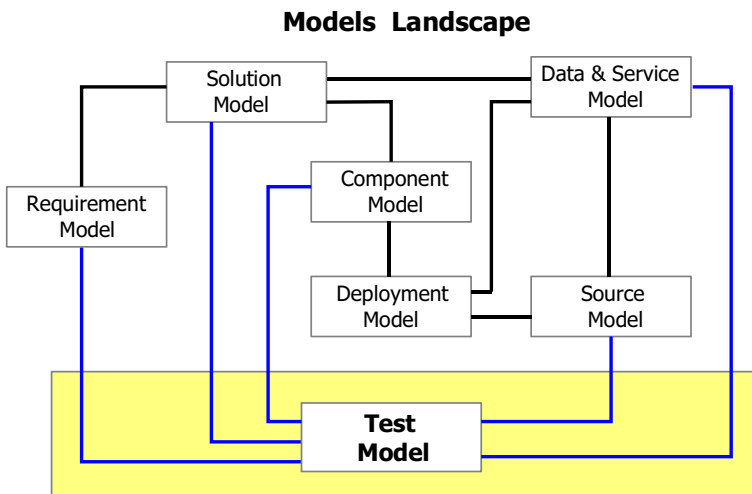 Models Landscape
Solution
Model
Data & Service
Model
Component
Model
Requirement
Model
Deployment
Model
Source
Model
Test
Model